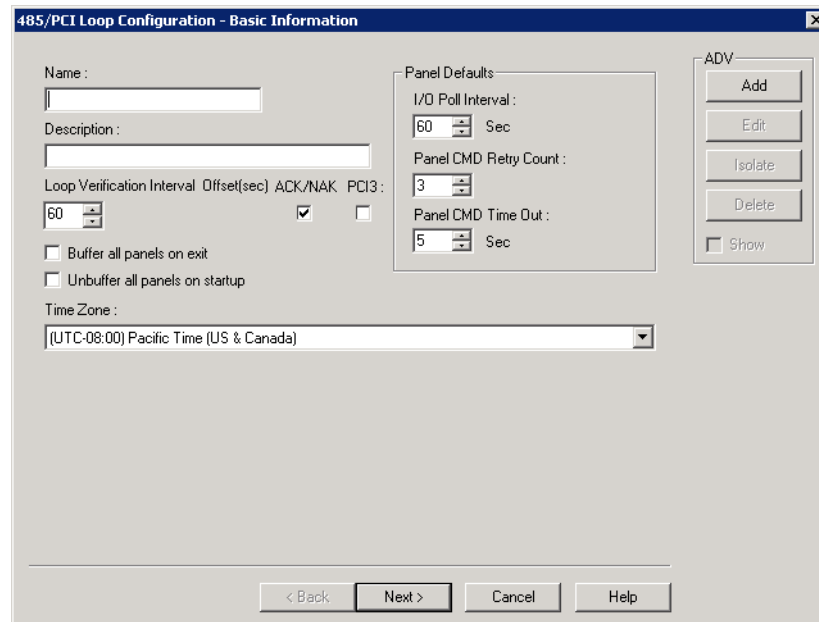 485/PCI Loop Configuration - Basic Information
Name :
Description :
Loop Verification Interval Offset(sec) ACK/NAK PCI3 :
60
Buffer all panels on exit
Unbuffer all panels on startup
Time Zone :
(UTC-08:00) Pacific Time (US & Canada)
Panel Defaults
I/O Poll Interval :
60 Sec
Panel CMD Retry Count :
3
Panel CMD Time Out :
5 Sec
ADV
Add
Edit
Isolate
Delete
Show
< Back Next > Cancel Help